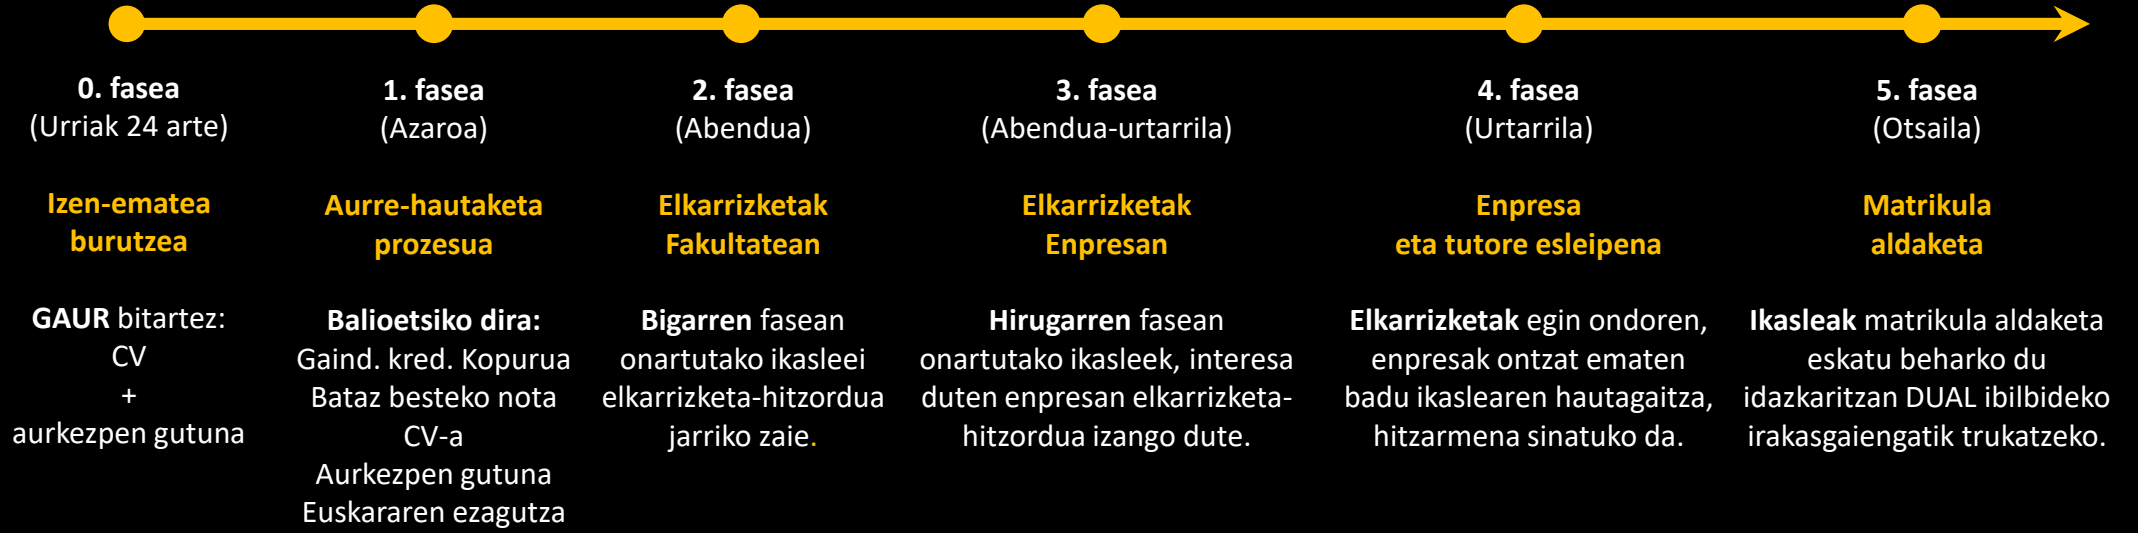 0. fasea
(Urriak 24 arte)
Izen-ematea
burutzea
GAUR bitartez:
CV
+
aurkezpen gutuna
1. fasea
(Azaroa)
Aurre-hautaketa
prozesua
Balioetsiko dira:
Gaind. kred. Kopurua
Bataz besteko nota
CV-a
Aurkezpen gutuna
Euskararen ezagutza
2. fasea
(Abendua)
Elkarrizketak
Fakultatean
Bigarren fasean
onartutako ikasleei
elkarrizketa-hitzordua
jarriko zaie.
3. fasea
(Abendua-urtarrila)
Elkarrizketak
Enpresan
Hirugarren fasean
onartutako ikasleek, interesa
duten enpresan elkarrizketa-
hitzordua izango dute.
4. fasea
(Urtarrila)
Enpresa
eta tutore esleipena
Elkarrizketak egin ondoren,
enpresak ontzat ematen
badu ikaslearen hautagaitza,
hitzarmena sinatuko da.
5. fasea
(Otsaila)
Matrikula
aldaketa
Ikasleak matrikula aldaketa
eskatu beharko du
idazkaritzan DUAL ibilbideko
irakasgaiengatik trukatzeko.